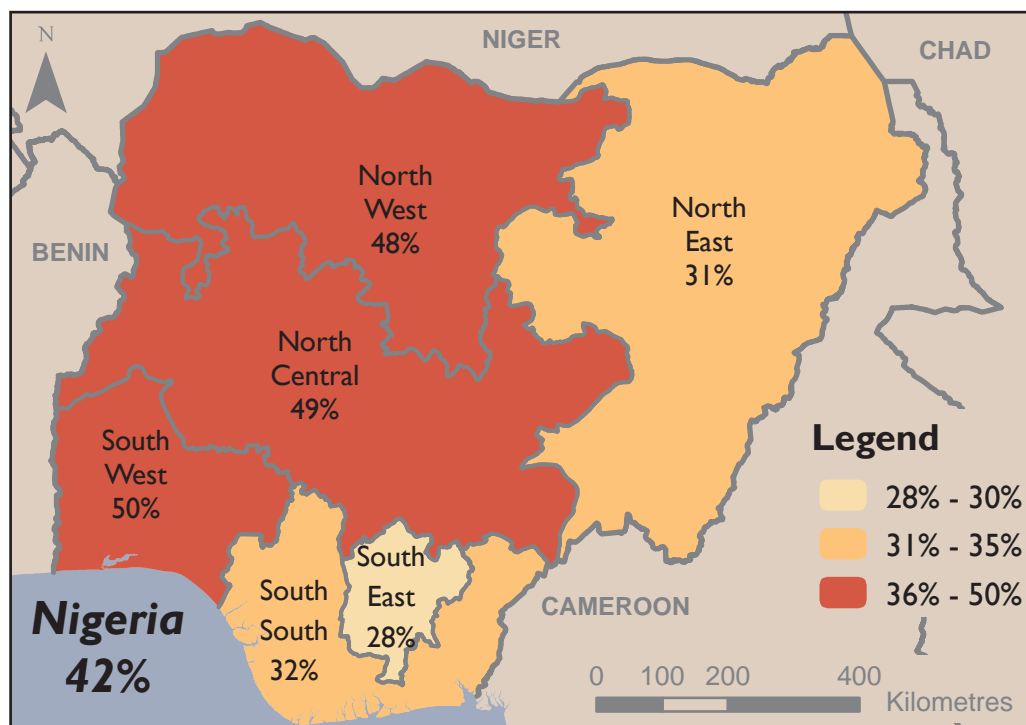 N
NIGER
CHAD
BENIN
North
West
48%
North
East
31%
North
Central
49%
South
West
50%
South
East
28%
South
South
32%
CAMEROON
Nigeria
42%
Legend
28% - 30%
31% - 35%
36% - 50%
0 100 200 400
Kilometres